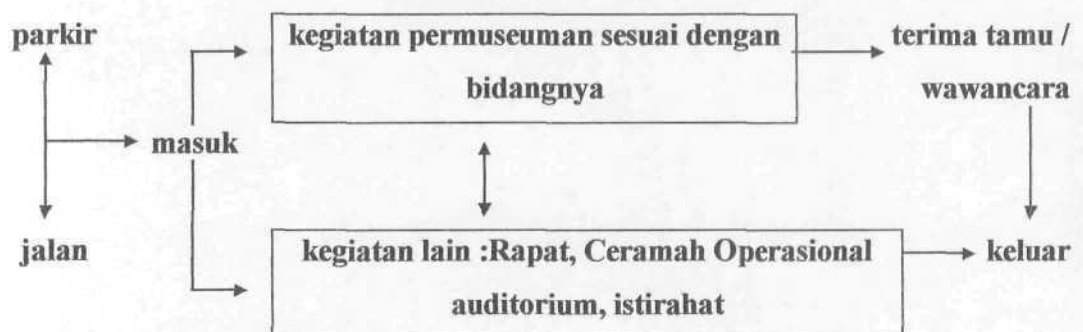 parkir
kegiatan permuseuman sesuai dengan
bidangnya
terima tamu /
wawancara
masuk
jalan
kegiatan lain :Rapat, Ceramah Operasional
auditorium, istirahat
keluar